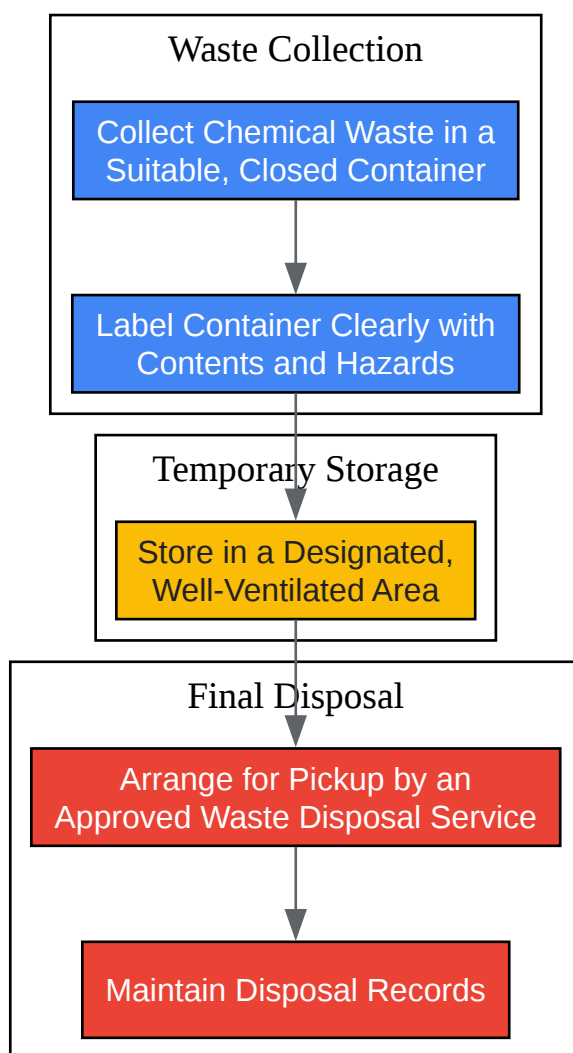 Waste Collection
Collect Chemical Waste in a
Suitable, Closed Container
Label Container Clearly with
Contents and Hazards
Temporary Storage
Store in a Designated,
Well-Ventilated Area
Final Disposal
Arrange for Pickup by an
Approved Waste Disposal Service
Maintain Disposal Records